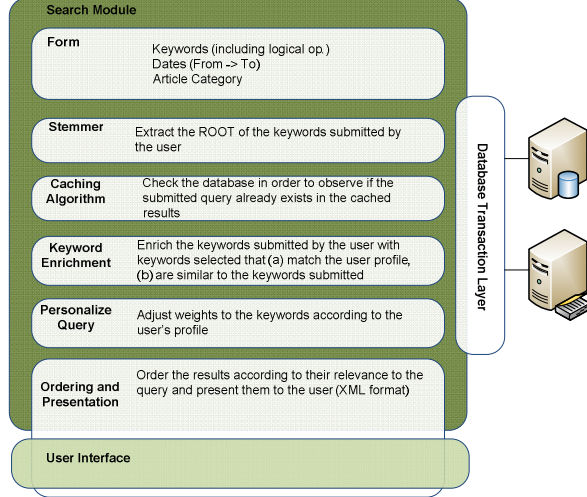 Search Module
Form
Keywords (including logical op.)
Dates (From -> To)
Article Category
Stemmer
Extract the ROOT of the keywords submitted by
the user
Caching
Algorithm
Check the database in order to observe if the
submitted query already exists in the cached
results
Keyword
Enrichment
Enrich the keywords submitted by the user with
keywords selected that (a) match the user profile,
(b) are similar to the keywords submitted
Personalize
Query
Adjust weights to the keywords according to the
user's profile
Ordering and
Presentation
Order the results according to their relevance to the
query and present them to the user (XML format)
User Interface
Database Transaction Layer